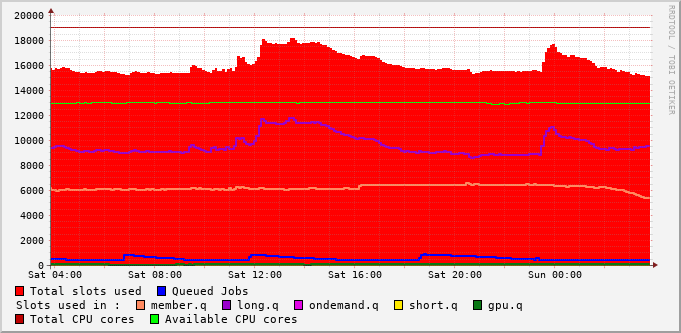 20000
18000
16000
14000
12000
10000
8000
6000
4000
2000
0
Sat 04:00 Sat 08:00 Sat 12:00 Sat 16:00 Sat 20:00 Sun 00:00
RRDTOOL / TOBI OETIKER
Total slots used Queued Jobs
Slots used in : member.q long.q ondemand.q short.q gpu.q
Total CPU cores Available CPU cores